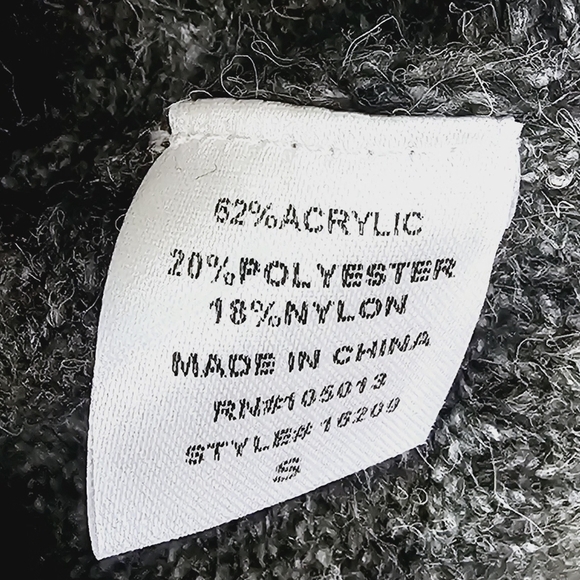 62%ACRYLIC
20%POLYESTER
18%NYLON
MADE IN CHINA
RN#105013
STYLE# 16209
S